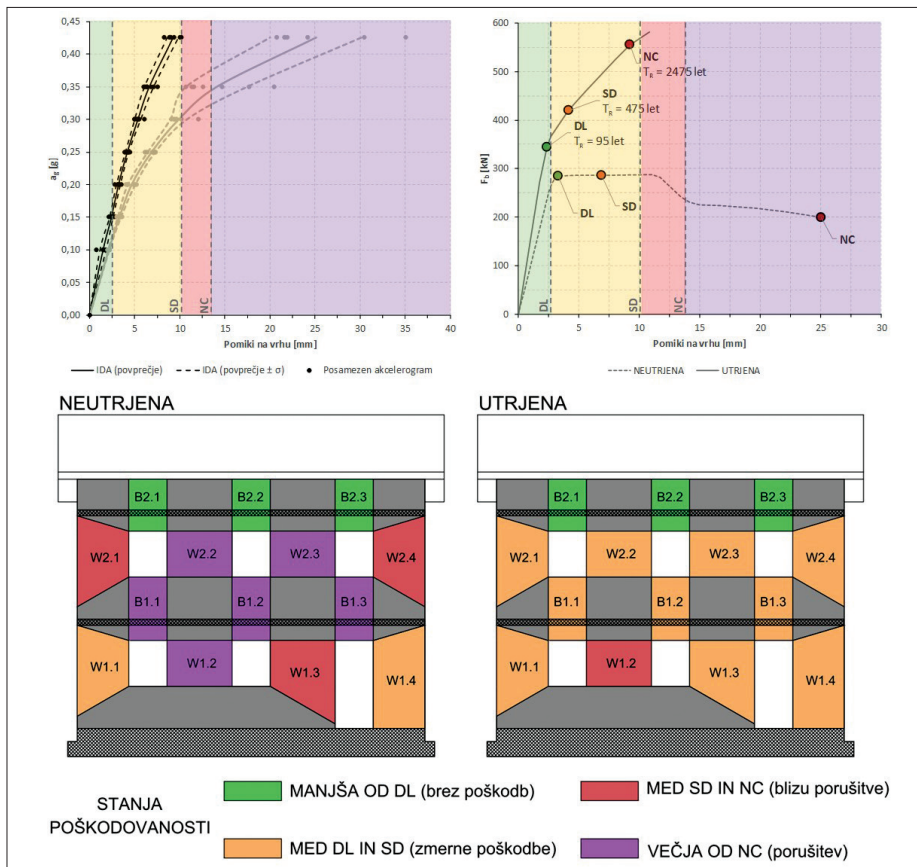 0,45
0,40
0,35
0,30
0,25
0,20
0,15
0,10
0,05
0,00
a_g [g]
DL
SD
NC
0 5 10 15 20 25 30 35 40
Pomiki na vrhu [mm]
IDA (povprečje) IDA (povprečje ± σ) Posamezen akcelerogram
600
500
400
300
200
100
0
F_b [kN]
NC
T_R = 2475 let
SD
T_R = 475 let
DL
T_R = 95 let
DL
SD
NC
DL
SD
NC
0 5 10 15 20 25 30
Pomiki na vrhu [mm]
NEUTRJENA UTRJENA
NEUTRJENA
B2.1 B2.2 B2.3
W2.1 W2.2 W2.3 W2.4
B1.1 B1.2 B1.3
W1.1 W1.2 W1.3 W1.4
UTRJENA
B2.1 B2.2 B2.3
W2.1 W2.2 W2.3 W2.4
B1.1 B1.2 B1.3
W1.1 W1.2 W1.3 W1.4
STANJA
POŠKODOVANOSTI
MANJŠA OD DL (brez poškodb)
MED DL IN SD (zmerne poškodbe)
MED SD IN NC (blizu porušitve)
VEČJA OD NC (porušitev)